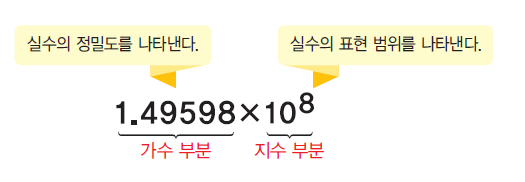 실수의 정밀도를 나타낸다.
실수의 표현 범위를 나타낸다.
1.49598×10⁸
가수 부분
지수 부분